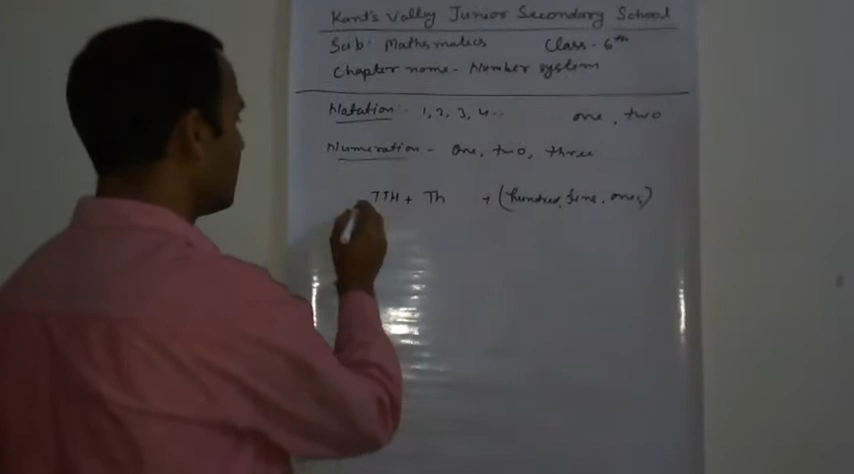 Kant's Valley Junior Secondary School
Sub: Mathematics Class - 6th
Chapter name - Number system
Notation:- 1, 2, 3, 4.. one, two
Numeration - One, two, three
TTH + Th + (hundred, tens, ones)